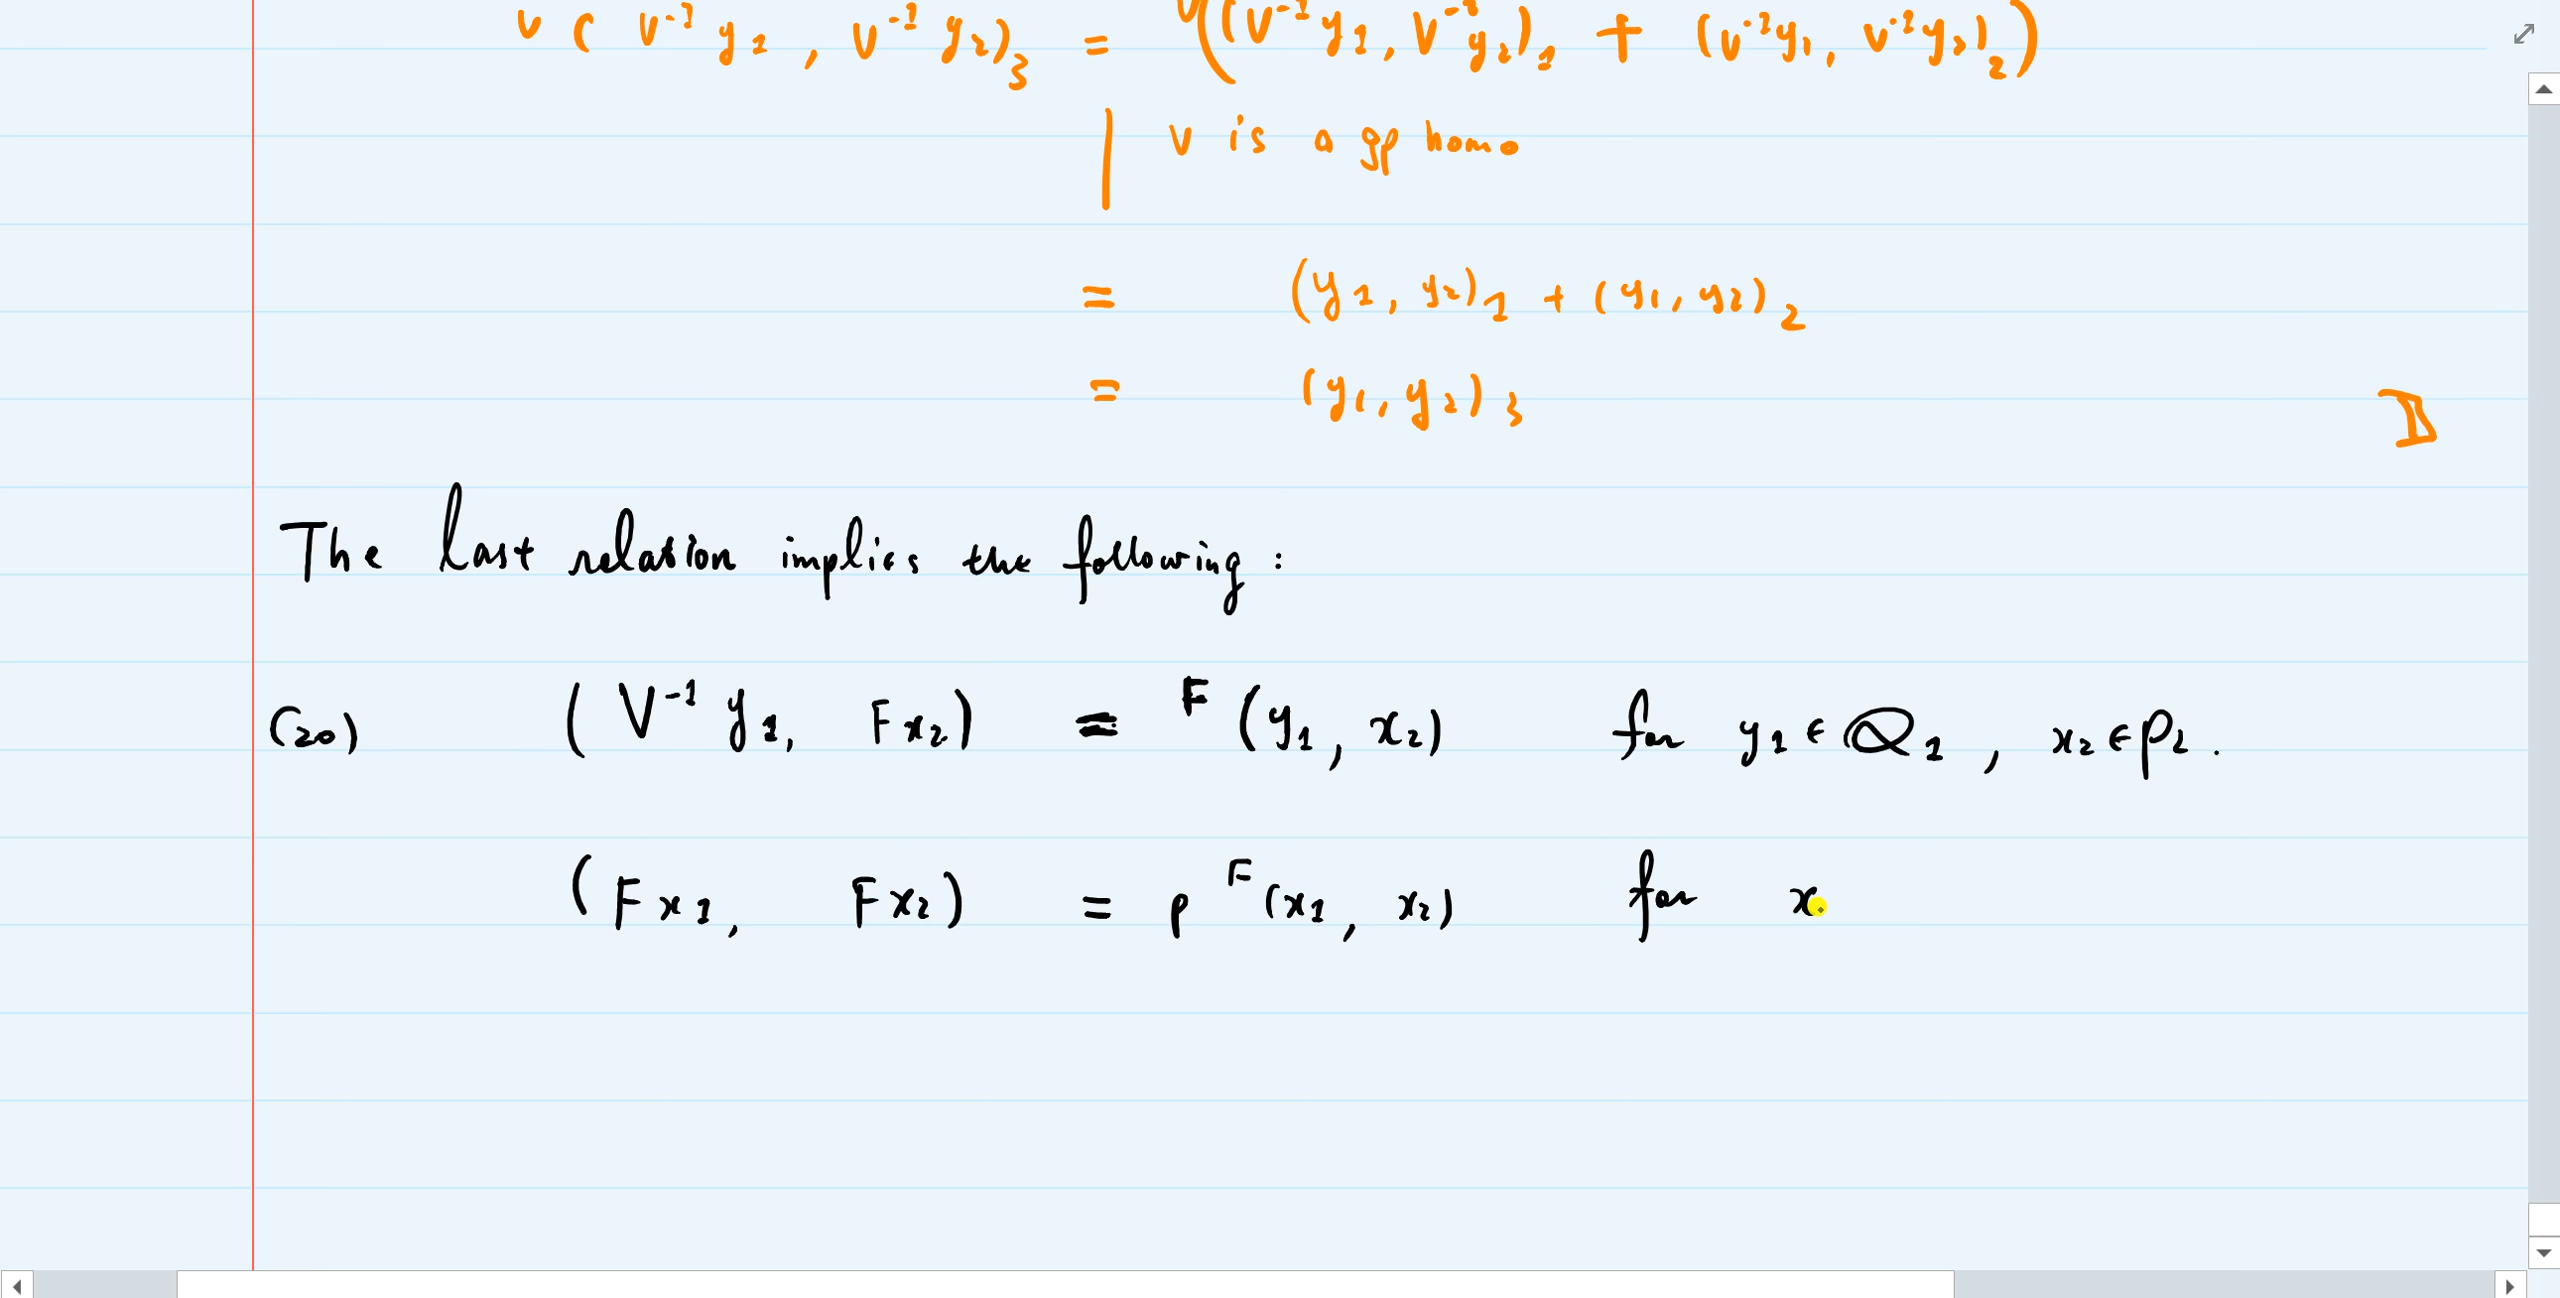 V(V⁻¹y₁, V⁻¹y₂)₃ = V((V⁻¹y₁, V⁻¹y₂)₁ + (V⁻¹y₁, V⁻¹y₂)₂)
| V is a gp homo
= (y₁, y₂)₁ + (y₁, y₂)₂
= (y₁, y₂)₃
The last relation implies the following:
(20) (V⁻¹ y₁, Fx₂) = ᶠ(y₁, x₂) for y₁ ∈ Q₁, x₂ ∈ P₂.
(Fx₁, Fx₂) = p ᶠ(x₁, x₂) for x